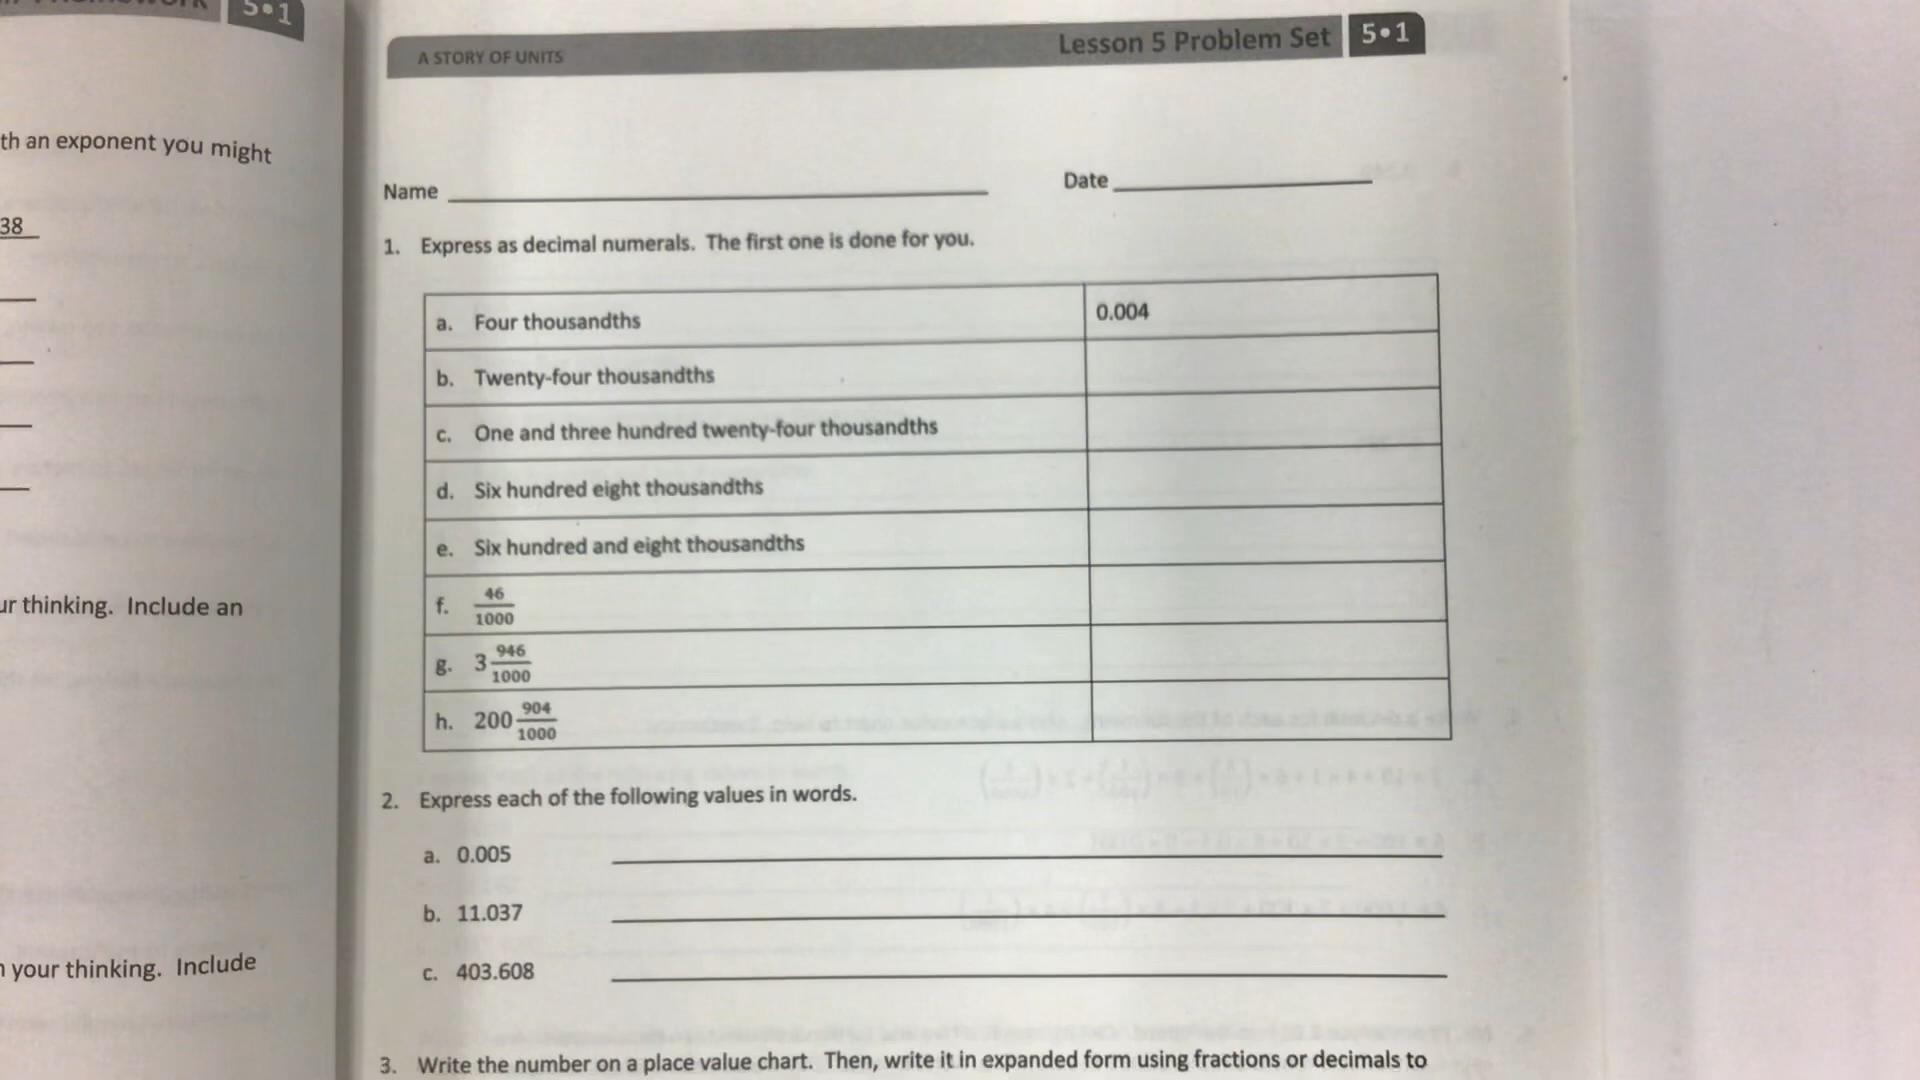 5•1
th an exponent you might
38
ur thinking. Include an
your thinking. Include
A STORY OF UNITS
Lesson 5 Problem Set 5•1
Name
Date
1. Express as decimal numerals. The first one is done for you.
a. Four thousandths 0.004
b. Twenty-four thousandths
c. One and three hundred twenty-four thousandths
d. Six hundred eight thousandths
e. Six hundred and eight thousandths
f. 46/1000
g. 3 946/1000
h. 200 904/1000
2. Express each of the following values in words.
a. 0.005
b. 11.037
c. 403.608
3. Write the number on a place value chart. Then, write it in expanded form using fractions or decimals to